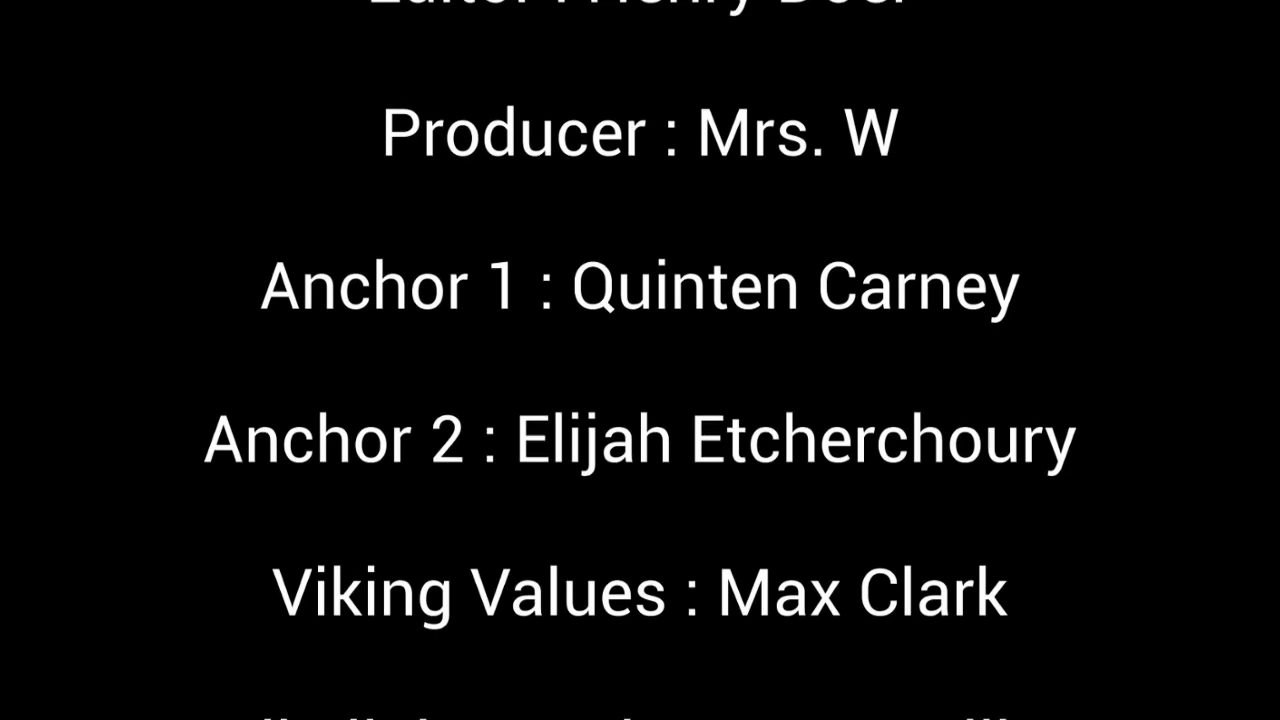 Producer : Mrs. W
Anchor 1 : Quinten Carney
Anchor 2 : Elijah Etcherchoury
Viking Values : Max Clark